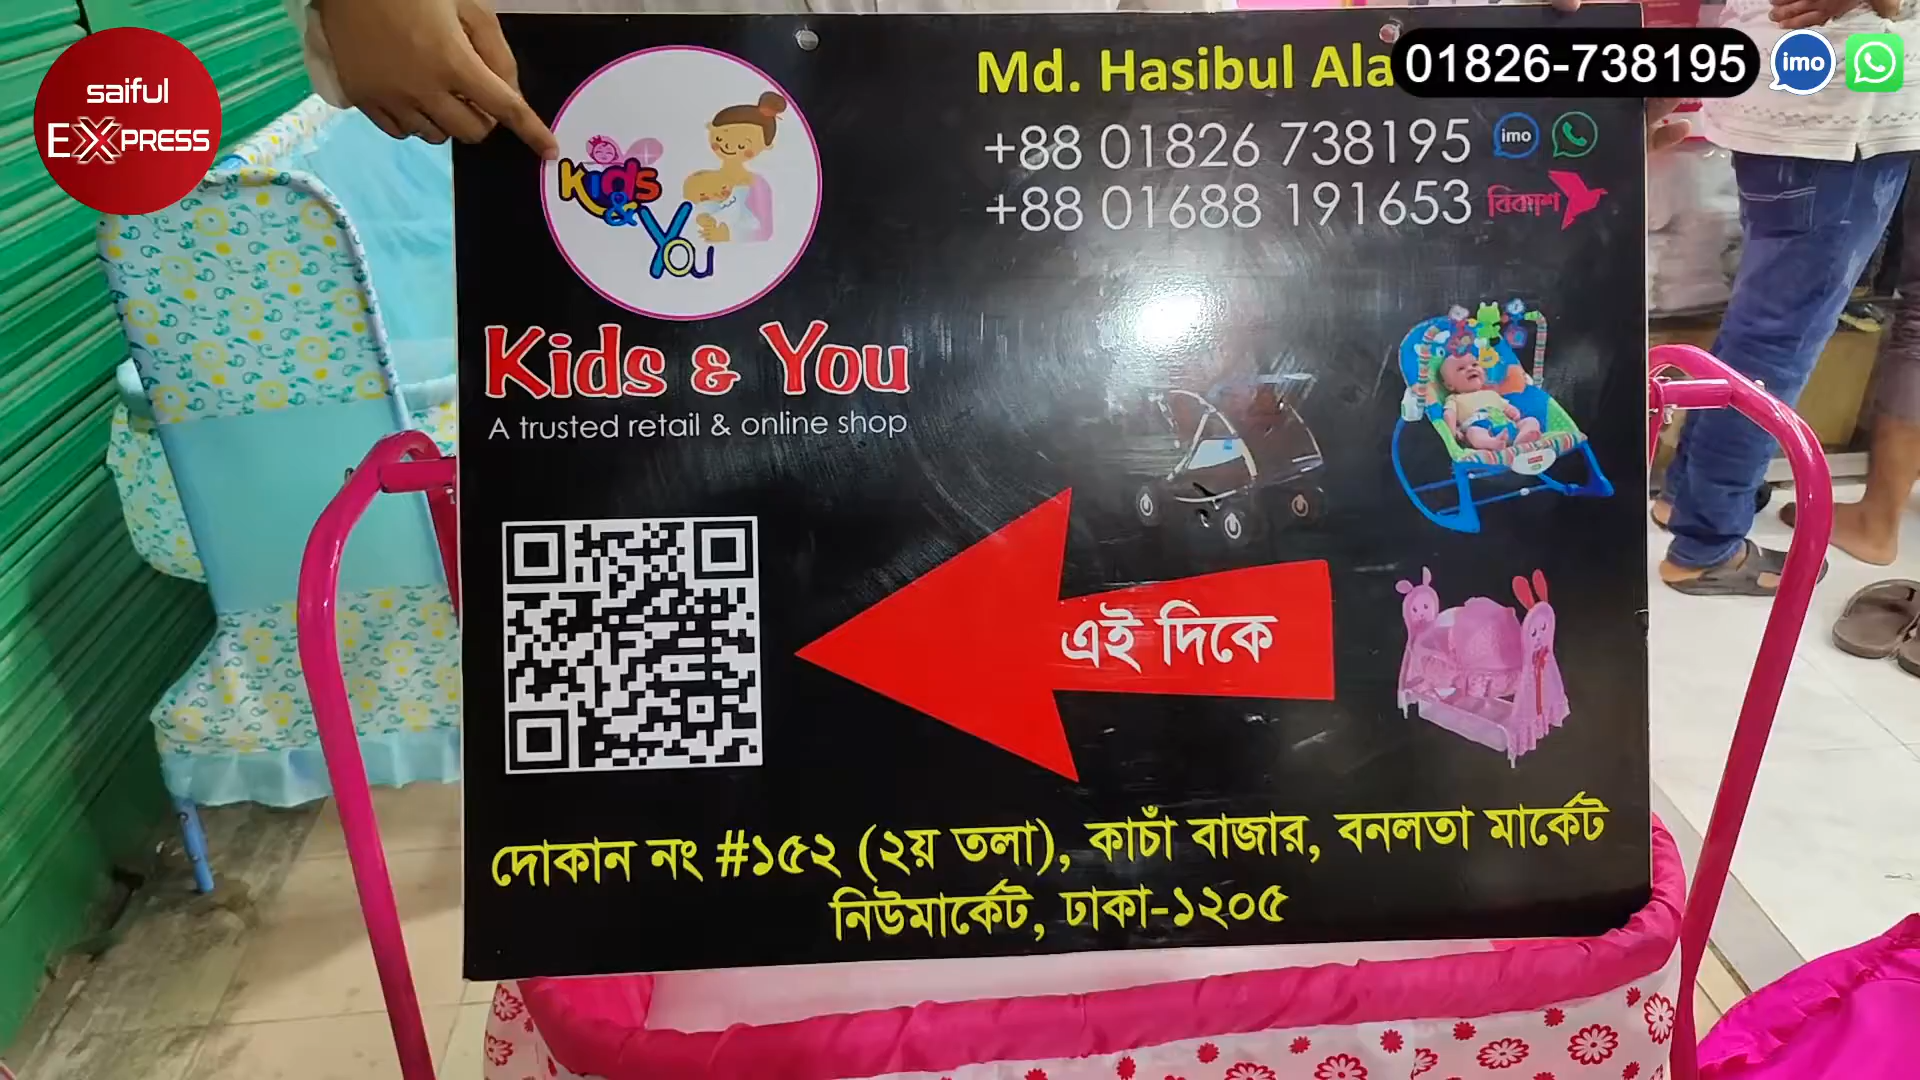 saiful
EXPRESS
Md. Hasibul Ala
01826-738195
imo
+88 01826 738195
imo
+88 01688 191653
বিকাশ
Kids
&
You
Kids & You
A trusted retail & online shop
এই দিকে
দোকান নং #১৫২ (২য় তলা), কাচাঁ বাজার, বনলতা মার্কেট
নিউমার্কেট, ঢাকা-১২০৫